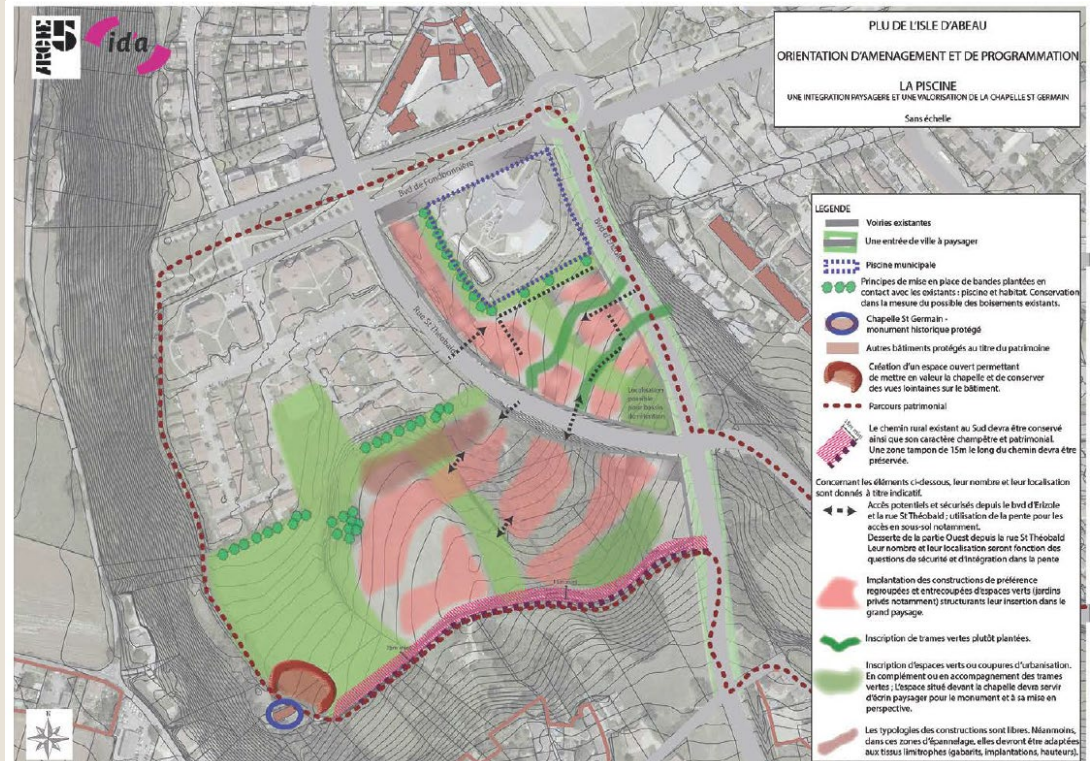 ARCHE 5
id'a
PLU DE L'ISLE D'ABEAU
ORIENTATION D'AMENAGEMENT ET DE PROGRAMMATION
LA PISCINE
UNE INTEGRATION PAYSAGERE ET UNE VALORISATION DE LA CHAPELLE ST GERMAIN
Sans échelle
Bvd de Fondbonnière
Rue St Théobald
Localisation
possible
pour bassin
de rétention
LEGENDE
Voiries existantes
Une entrée de ville à paysager
Piscine municipale
Principes de mise en place de bandes plantées en
contact avec les existants : piscine et habitat. Conservation
dans la mesure du possible des boisements existants.
Chapelle St Germain -
monument historique protégé
Autres bâtiments protégés au titre du patrimoine
Création d'un espace ouvert permettant
de mettre en valeur la chapelle et de conserver
des vues lointaines sur le bâtiment.
Parcours patrimonial
Le chemin rural existant au Sud devra être conservé
ainsi que son caractère champêtre et patrimonial.
Une zone tampon de 15m le long du chemin devra être
préservée.
Concernant les éléments ci-dessous, leur nombre et leur localisation
sont donnés à titre indicatif.
Accès potentiels et sécurisés depuis le bvd d'Erizole
et la rue St Théobald ; utilisation de la pente pour les
accès en sous-sol notamment.
Desserte de la partie Ouest depuis la rue St Théobald
Leur nombre et leur localisation seront fonction des
questions de sécurité et d'intégration dans la pente
Implantation des constructions de préférence
regroupées et entrecoupées d'espaces verts (jardins
privés notamment) structurants leur insertion dans le
grand paysage.
Inscription de trames vertes plutôt plantées.
Inscription d'espaces verts ou coupures d'urbanisation.
En complément ou en accompagnement des trames
vertes ; L'espace situé devant la chapelle devra servir
d'écrin paysager pour le monument et à sa mise en
perspective.
Les typologies des constructions sont libres. Néanmoins,
dans ces zones d'épannelage, elles devront être adaptées
aux tissus limitrophes (gabarits, implantations, hauteurs).